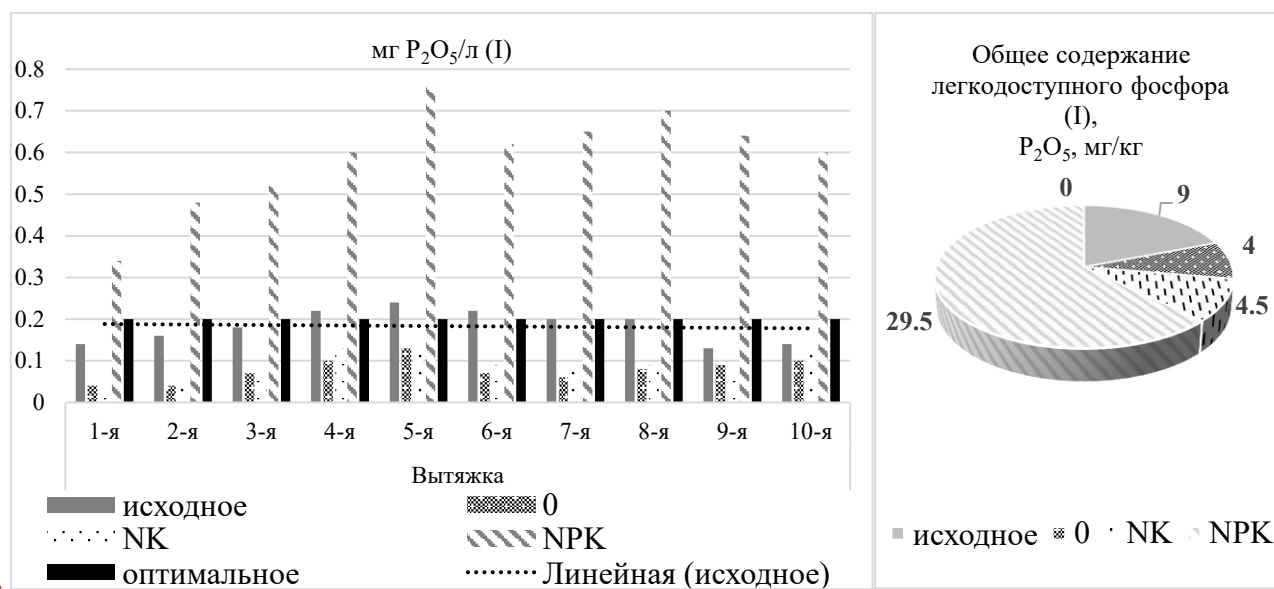 мг P₂O₅/л (I)
0.8
0.7
0.6
0.5
0.4
0.3
0.2
0.1
0
1-я 2-я 3-я 4-я 5-я 6-я 7-я 8-я 9-я 10-я
Вытяжка
исходное 0
NK NPK
оптимальное Линейная (исходное)
Общее содержание
легкодоступного фосфора
(I),
P₂O₅, мг/кг
0 9
4
4.5
29.5
исходное 0 NK NPK